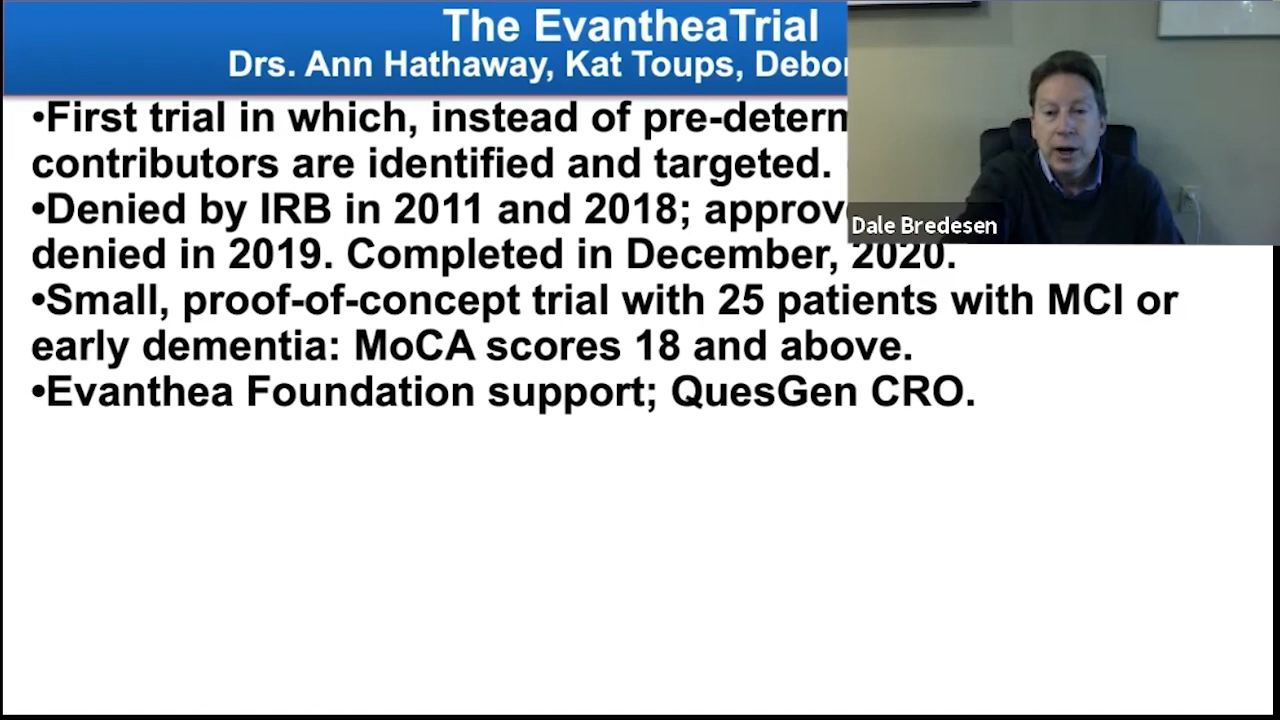 The EvantheaTrial
Drs. Ann Hathaway, Kat Toups, Debor
•First trial in which, instead of pre-determ
contributors are identified and targeted.
•Denied by IRB in 2011 and 2018; approv
denied in 2019. Completed in December, 2020.
•Small, proof-of-concept trial with 25 patients with MCI or
early dementia: MoCA scores 18 and above.
•Evanthea Foundation support; QuesGen CRO.
Dale Bredesen